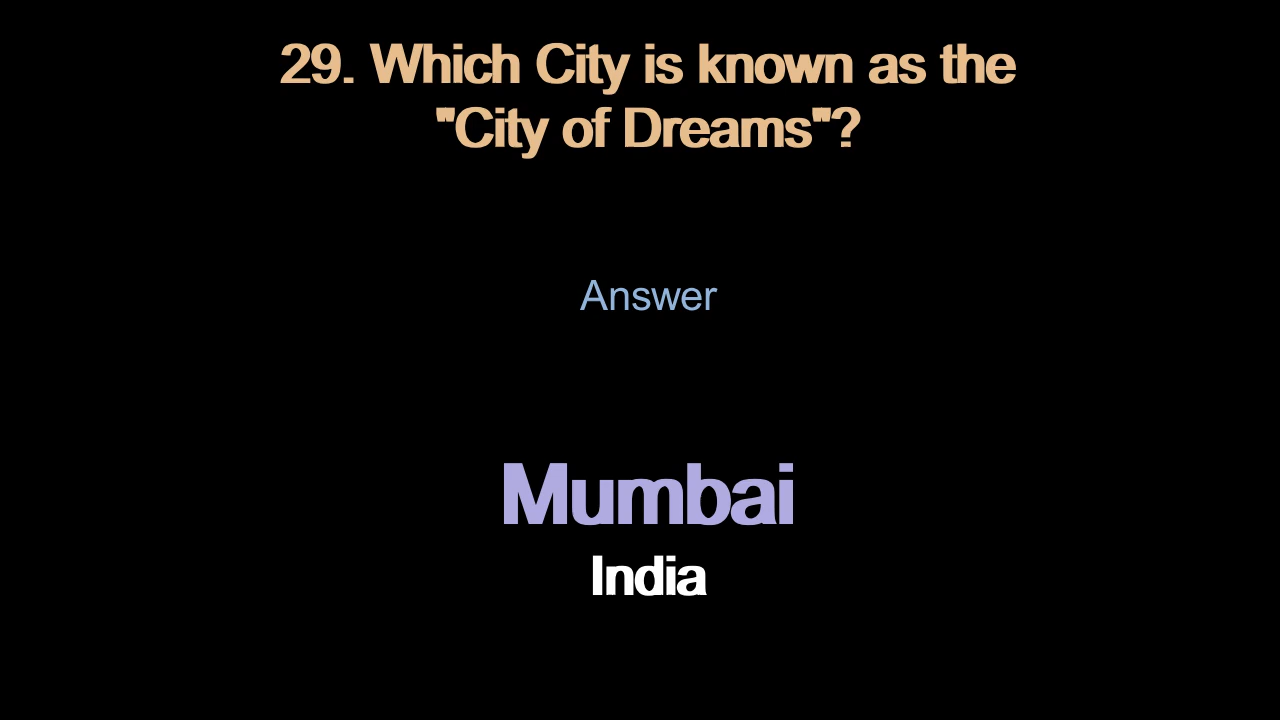 29. Which City is known as the
"City of Dreams"?
Answer
Mumbai
India